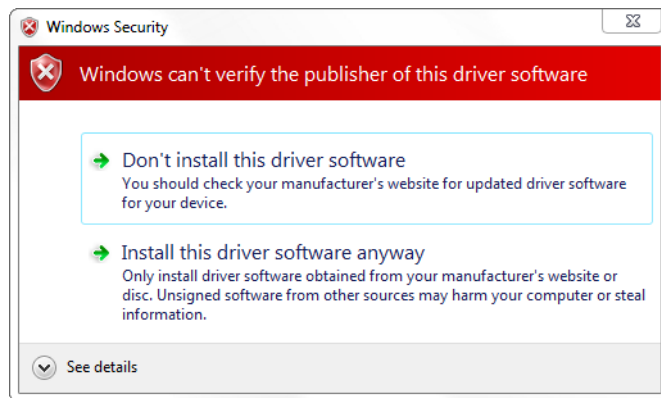 Windows Security
Windows can't verify the publisher of this driver software
Don't install this driver software
You should check your manufacturer's website for updated driver software
for your device.
Install this driver software anyway
Only install driver software obtained from your manufacturer's website or
disc. Unsigned software from other sources may harm your computer or steal
information.
See details